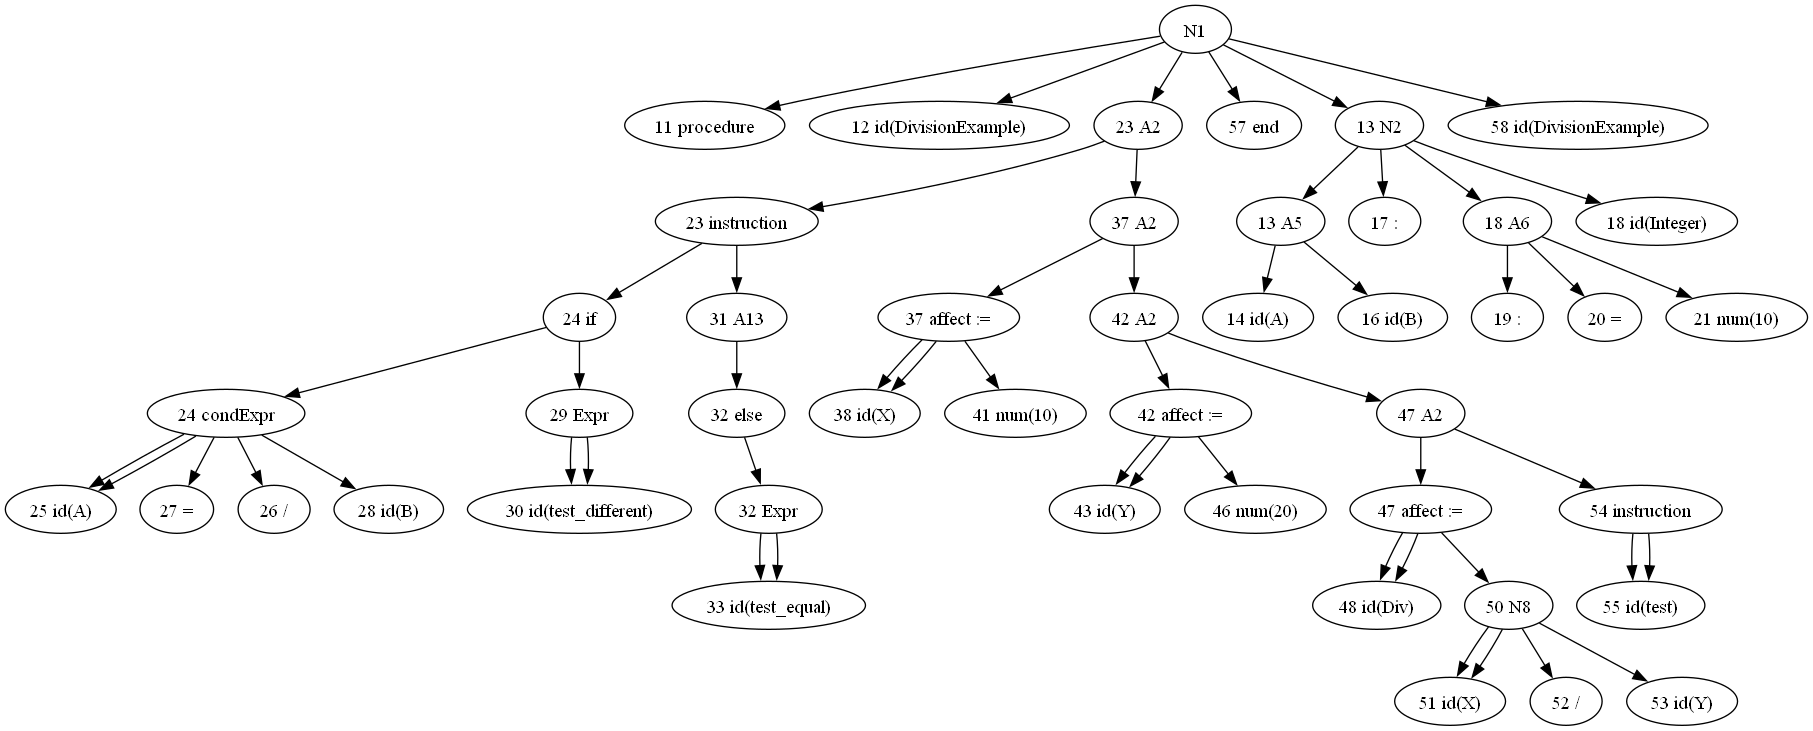 N1
11 procedure
12 id(DivisionExample)
23 A2
57 end
13 N2
58 id(DivisionExample)
23 instruction
37 A2
13 A5
17 :
18 A6
18 id(Integer)
24 if
31 A13
37 affect :=
42 A2
14 id(A)
16 id(B)
19 :
20 =
21 num(10)
24 condExpr
29 Expr
32 else
38 id(X)
41 num(10)
42 affect :=
47 A2
25 id(A)
27 =
26 /
28 id(B)
30 id(test_different)
32 Expr
43 id(Y)
46 num(20)
47 affect :=
54 instruction
33 id(test_equal)
48 id(Div)
50 N8
55 id(test)
51 id(X)
52 /
53 id(Y)